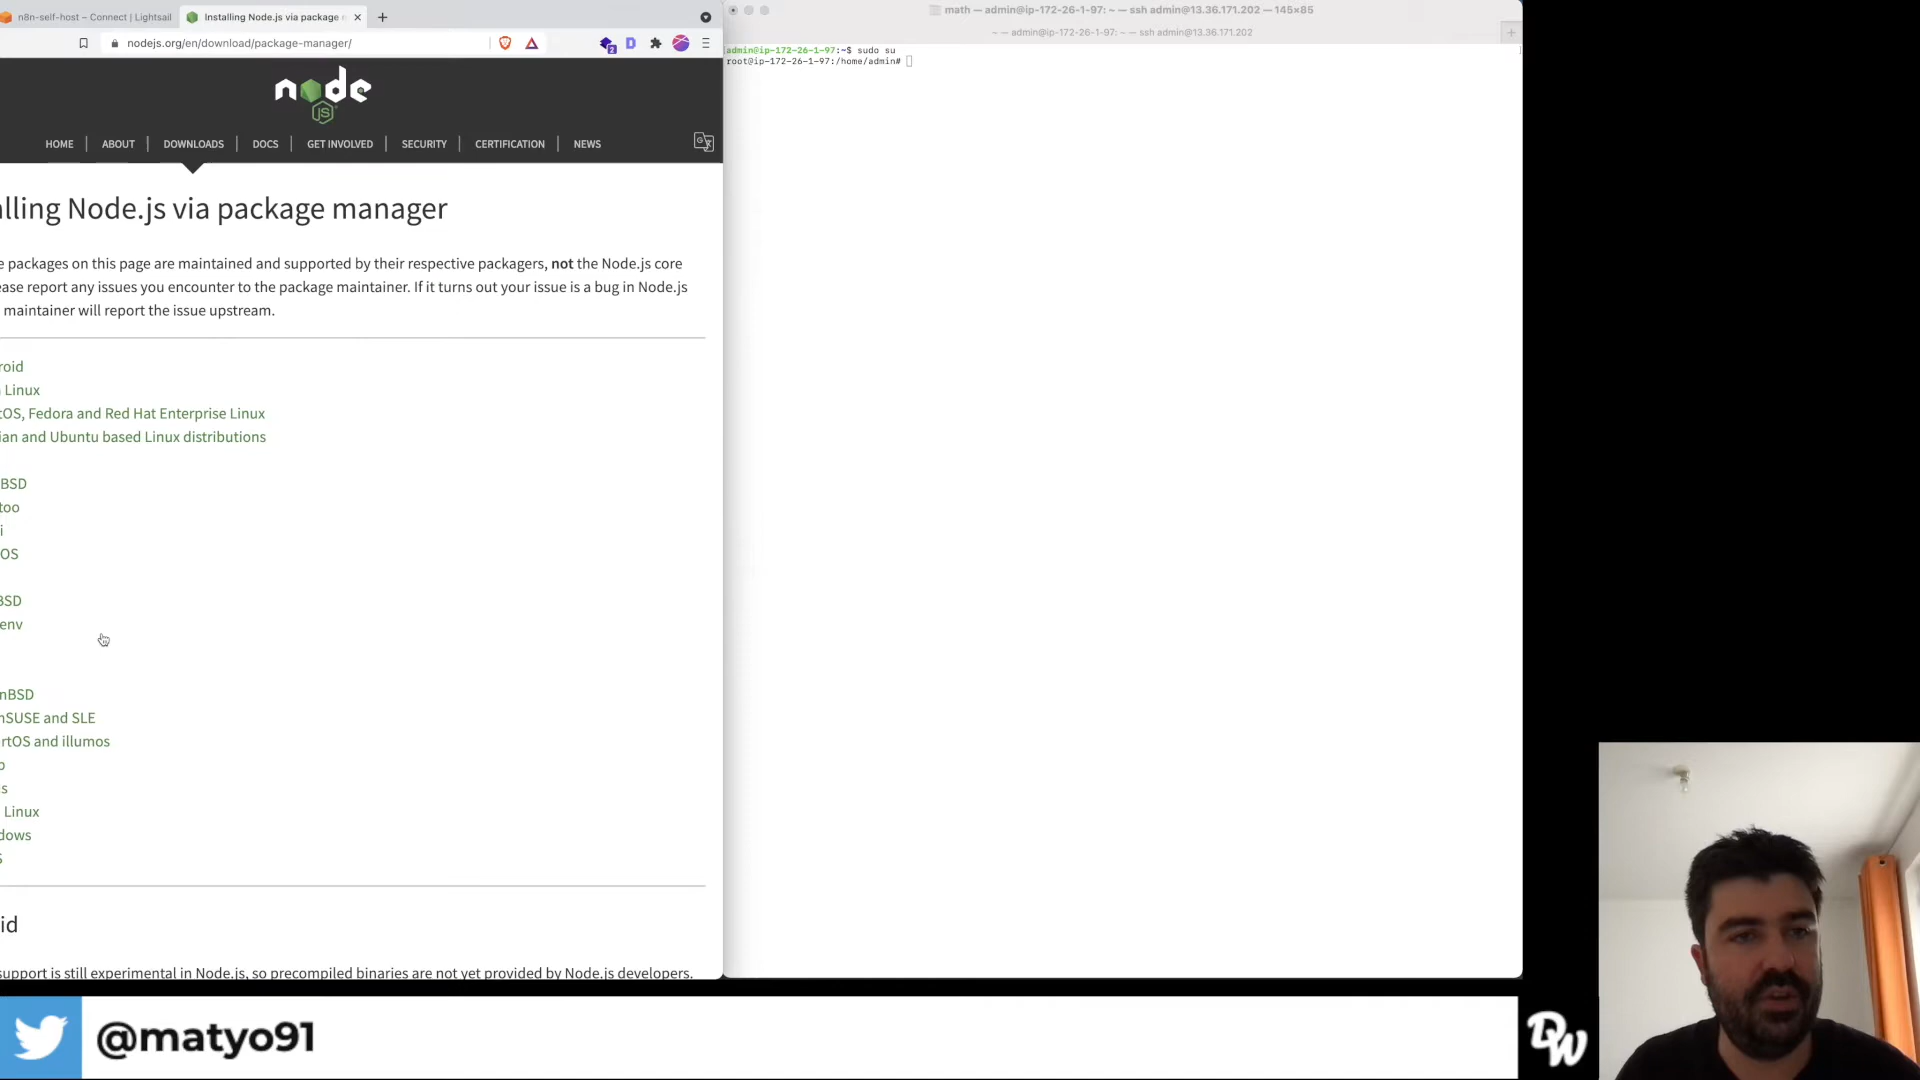 n8n-self-host – Connect | Lightsail
Installing Node.js via package
nodejs.org/en/download/package-manager/
2
node
JS
HOME
ABOUT
DOWNLOADS
DOCS
GET INVOLVED
SECURITY
CERTIFICATION
NEWS
lling Node.js via package manager
e packages on this page are maintained and supported by their respective packagers, not the Node.js core
ease report any issues you encounter to the package maintainer. If it turns out your issue is a bug in Node.js
maintainer will report the issue upstream.
roid
Linux
tOS, Fedora and Red Hat Enterprise Linux
ian and Ubuntu based Linux distributions
BSD
too
i
OS
BSD
env
nBSD
nSUSE and SLE
rtOS and illumos
p
s
Linux
dows
S
id
support is still experimental in Node.js, so precompiled binaries are not yet provided by Node.js developers.
math — admin@ip-172-26-1-97: ~ — ssh admin@13.36.171.202 — 145×85
~ — admin@ip-172-26-1-97: ~ — ssh admin@13.36.171.202
admin@ip-172-26-1-97:~$ sudo su
root@ip-172-26-1-97:/home/admin#
@matyo91
DW